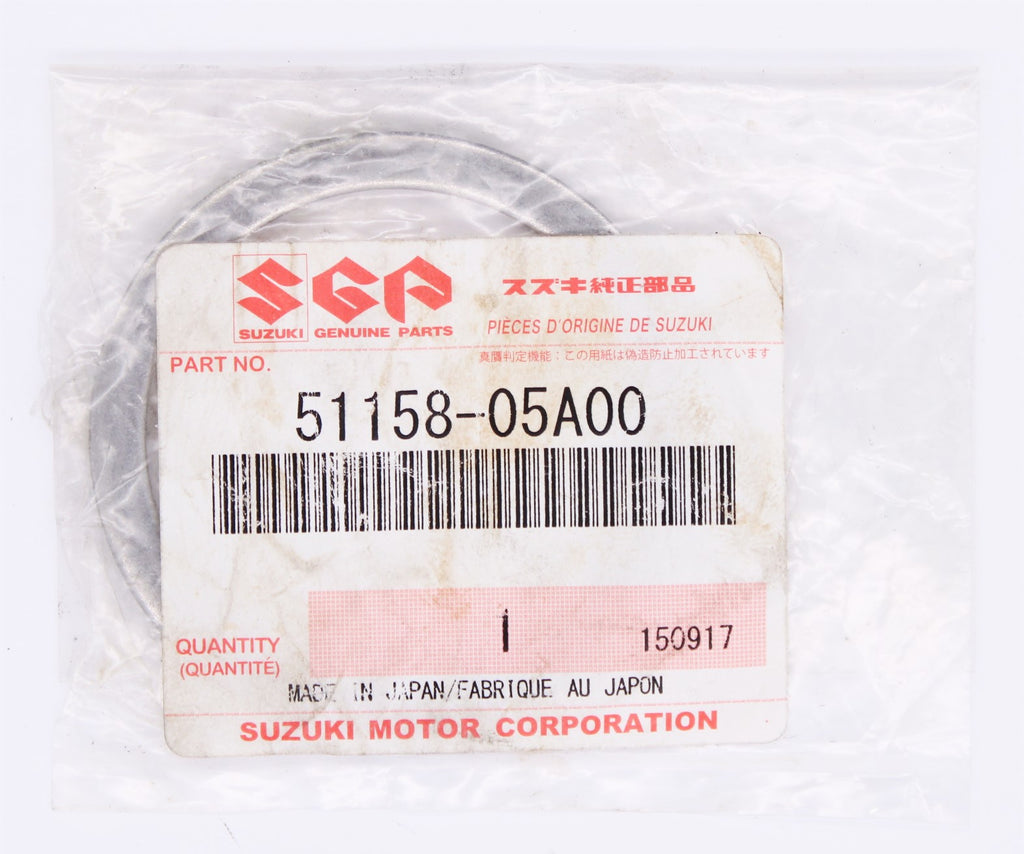 SGP
SUZUKI GENUINE PARTS
スズキ純正部品
PIÈCES D'ORIGINE DE SUZUKI
PART NO.
真贋判定機能：この用紙は偽造防止加工されています
51158-05A00
QUANTITY
(QUANTITÉ)
1
150917
MADE IN JAPAN/FABRIQUE AU JAPON
SUZUKI MOTOR CORPORATION